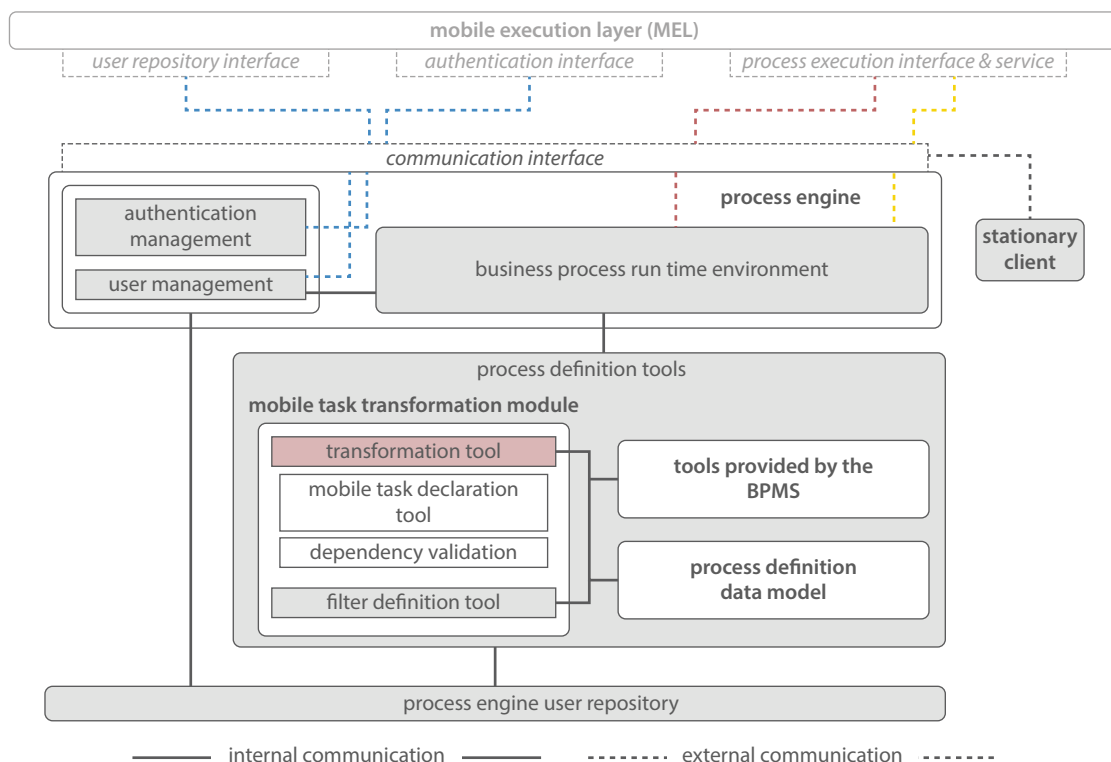 mobile execution layer (MEL)
user repository interface
authentication interface
process execution interface & service
communication interface
process engine
authentication
management
user management
business process run time environment
stationary
client
process definition tools
mobile task transformation module
transformation tool
mobile task declaration
tool
dependency validation
filter definition tool
tools provided by the
BPMS
process definition
data model
process engine user repository
internal communication
external communication